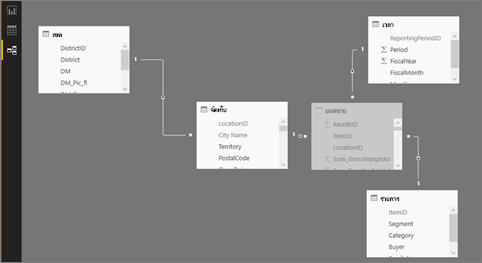 เขต
DistrictID
District
DM
DM_Pic_fl
1
*
จัดเก็บ
LocationID
City Name
Territory
PostalCode
1
*
ยอดขาย
MonthID
ItemID
LocationID
Sum_GrossMarginAm
เวลา
ReportingPeriodID
Period
FiscalYear
FiscalMonth
1
*
รายการ
ItemID
Segment
Category
Buyer
*
1